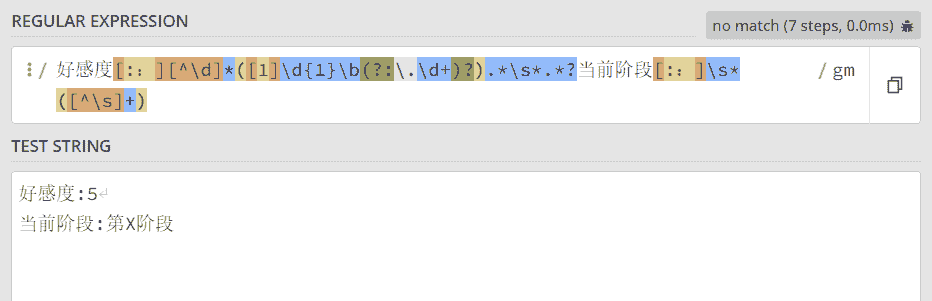 REGULAR EXPRESSION
no match (7 steps, 0.0ms)
/ 好感度[::][^\d]*([1]\d{1}\b(?:\.\d+)?).*\s*.*?当前阶段[::]\s* / gm
([^\s]+)
TEST STRING
好感度:5
当前阶段:第X阶段